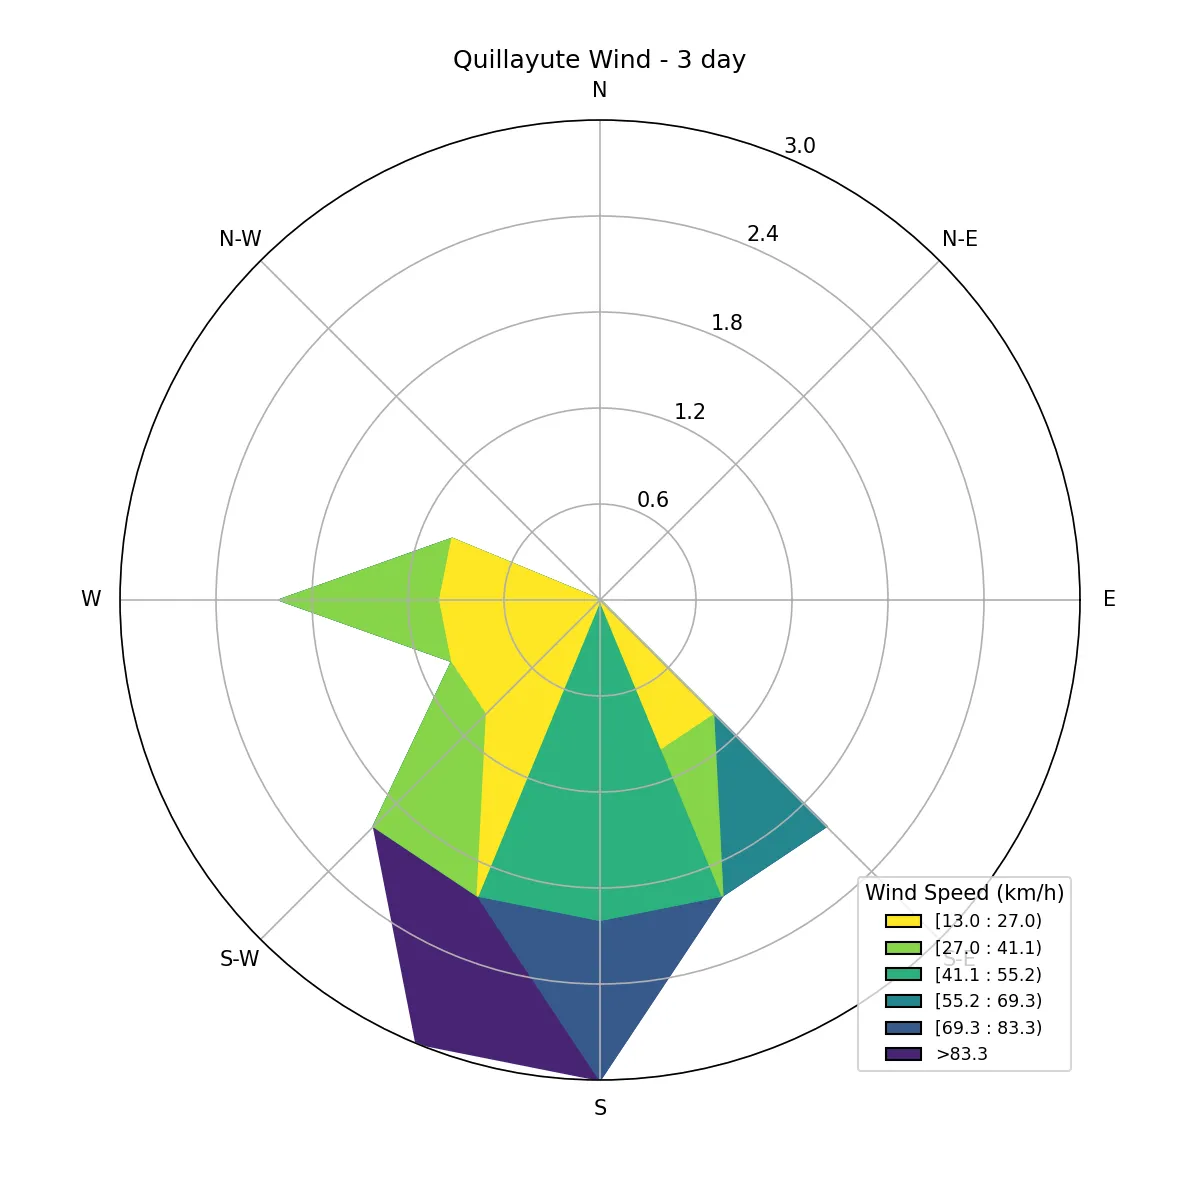 Quillayute Wind - 3 day
N
3.0
N-W
2.4
N-E
1.8
1.2
0.6
W
E
Wind Speed (km/h)
[13.0 : 27.0)
[27.0 : 41.1)
S-W
S-E
[41.1 : 55.2)
[55.2 : 69.3)
[69.3 : 83.3)
>83.3
S